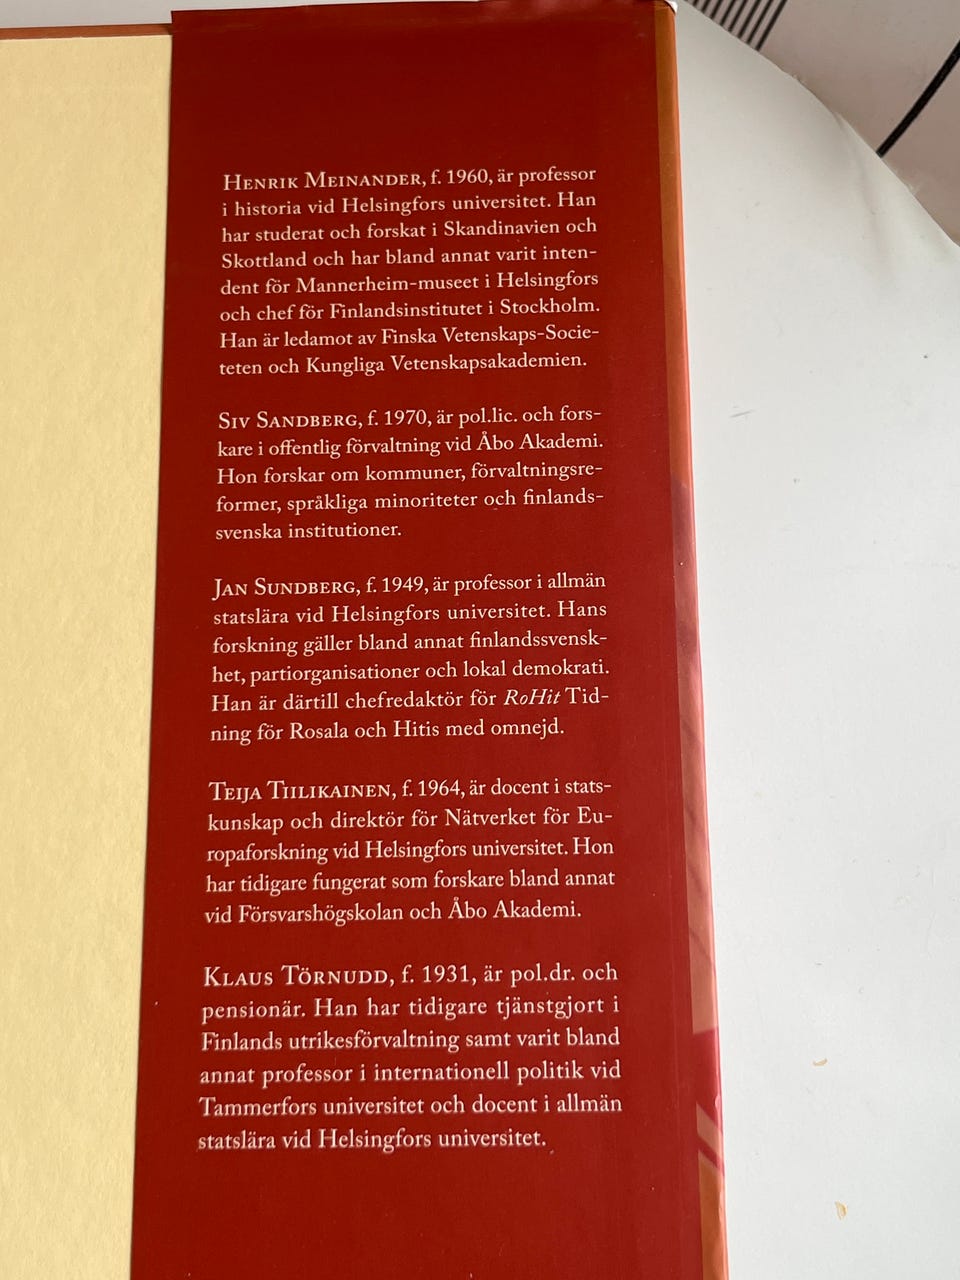 HENRIK MEINANDER, f. 1960, är professor
i historia vid Helsingfors universitet. Han
har studerat och forskat i Skandinavien och
Skottland och har bland annat varit inten-
dent för Mannerheim-museet i Helsingfors
och chef för Finlandsinstitutet i Stockholm.
Han är ledamot av Finska Vetenskaps-Socie-
teten och Kungliga Vetenskapsakademien.
SIV SANDBERG, f. 1970, är pol.lic. och fors-
kare i offentlig förvaltning vid Åbo Akademi.
Hon forskar om kommuner, förvaltningsre-
former, språkliga minoriteter och finlands-
svenska institutioner.
JAN SUNDBERG, f. 1949, är professor i allmän
statslära vid Helsingfors universitet. Hans
forskning gäller bland annat finlandssvensk-
het, partiorganisationer och lokal demokrati.
Han är därtill chefredaktör för RoHit Tid-
ning för Rosala och Hitis med omnejd.
TEIJA TIILIKAINEN, f. 1964, är docent i stats-
kunskap och direktör för Nätverket för Eu-
ropaforskning vid Helsingfors universitet. Hon
har tidigare fungerat som forskare bland annat
vid Försvarshögskolan och Åbo Akademi.
KLAUS TÖRNUDD, f. 1931, är pol.dr. och
pensionär. Han har tidigare tjänstgjort i
Finlands utrikesförvaltning samt varit bland
annat professor i internationell politik vid
Tammerfors universitet och docent i allmän
statslära vid Helsingfors universitet.